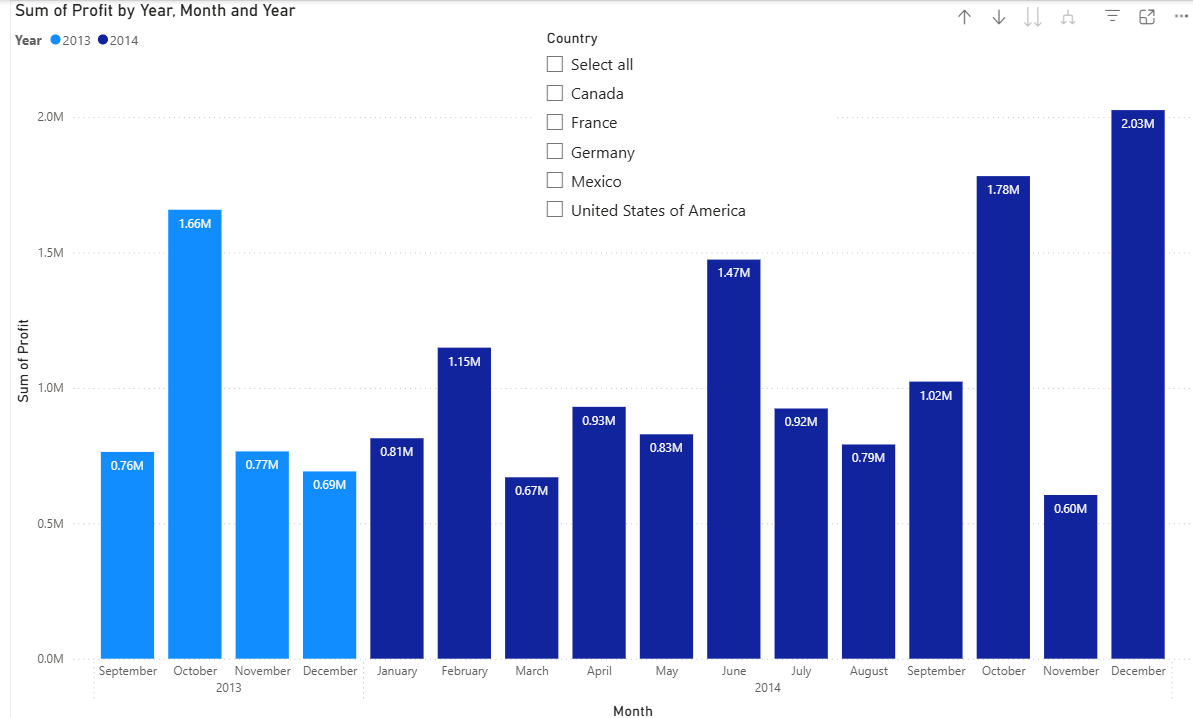 Sum of Profit by Year, Month and Year
Year 2013 2014
Country
Select all
Canada
France
Germany
Mexico
United States of America
Sum of Profit
2.0M
1.5M
1.0M
0.5M
0.0M
0.76M
1.66M
0.77M
0.69M
0.81M
1.15M
0.67M
0.93M
0.83M
1.47M
0.92M
0.79M
1.02M
1.78M
0.60M
2.03M
September October November December January February March April May June July August September October November December
2013 2014
Month